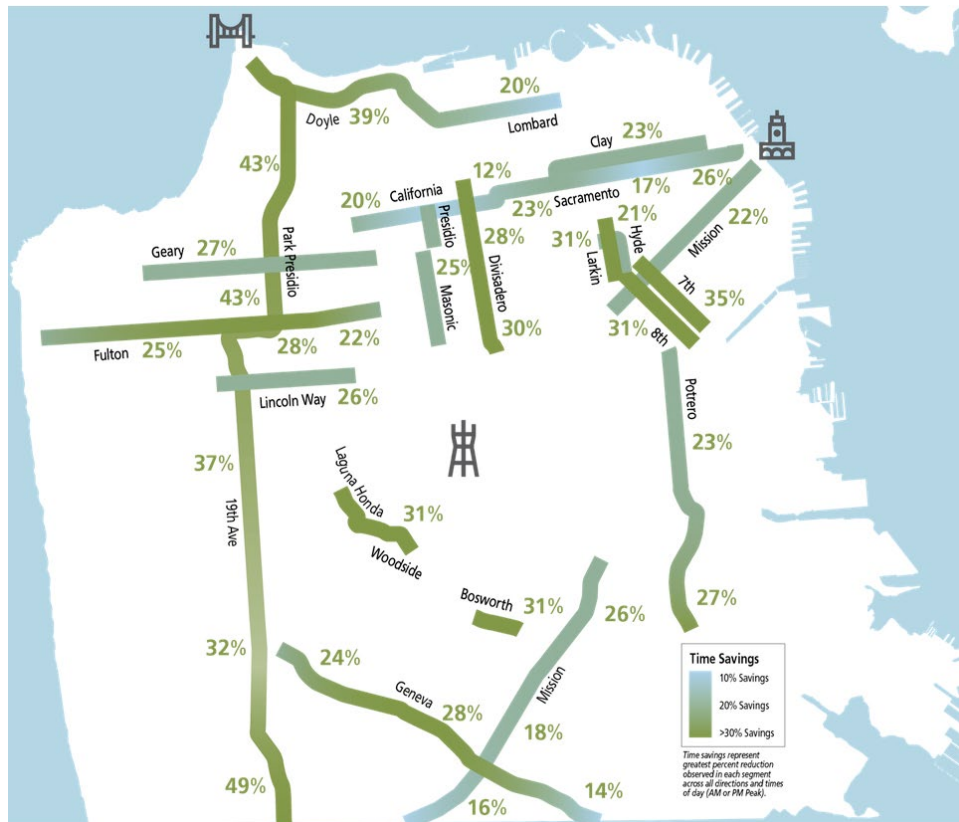 20%
Doyle
39%
Lombard
43%
Clay
23%
12%
California
20%
Presidio
23%
Sacramento
17%
26%
21%
22%
Mission
Geary
27%
Park Presidio
28%
Divisadero
31%
Hyde
Larkin
25%
Masonic
7th
35%
43%
Fulton
25%
28%
22%
30%
31%
8th
Lincoln Way
26%
Potrero
23%
37%
19th Ave
Laguna Honda
31%
Woodside
Bosworth
31%
26%
27%
32%
24%
Geneva
28%
Mission
18%
49%
16%
14%
Time Savings
10% Savings
20% Savings
>30% Savings
Time savings represent
greatest percent reduction
observed in each segment
across all directions and times
of day (AM or PM Peak).